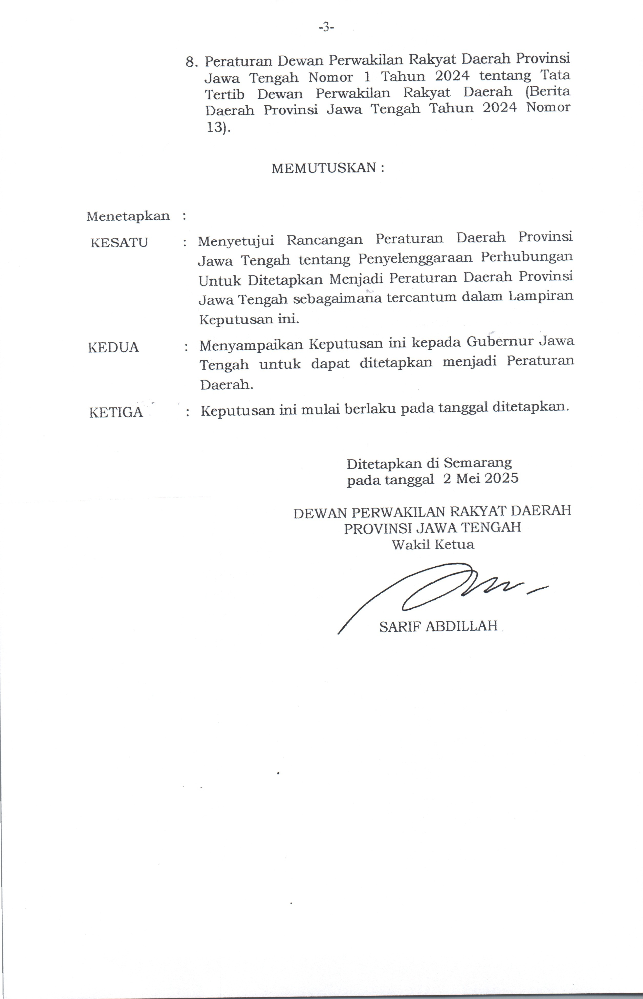 -3-
8. Peraturan Dewan Perwakilan Rakyat Daerah Provinsi
Jawa Tengah Nomor 1 Tahun 2024 tentang Tata
Tertib Dewan Perwakilan Rakyat Daerah (Berita
Daerah Provinsi Jawa Tengah Tahun 2024 Nomor
13).
MEMUTUSKAN :
Menetapkan :
KESATU : Menyetujui Rancangan Peraturan Daerah Provinsi
Jawa Tengah tentang Penyelenggaraan Perhubungan
Untuk Ditetapkan Menjadi Peraturan Daerah Provinsi
Jawa Tengah sebagaimana tercantum dalam Lampiran
Keputusan ini.
KEDUA : Menyampaikan Keputusan ini kepada Gubernur Jawa
Tengah untuk dapat ditetapkan menjadi Peraturan
Daerah.
KETIGA : Keputusan ini mulai berlaku pada tanggal ditetapkan.
Ditetapkan di Semarang
pada tanggal 2 Mei 2025
DEWAN PERWAKILAN RAKYAT DAERAH
PROVINSI JAWA TENGAH
Wakil Ketua
SARIF ABDILLAH